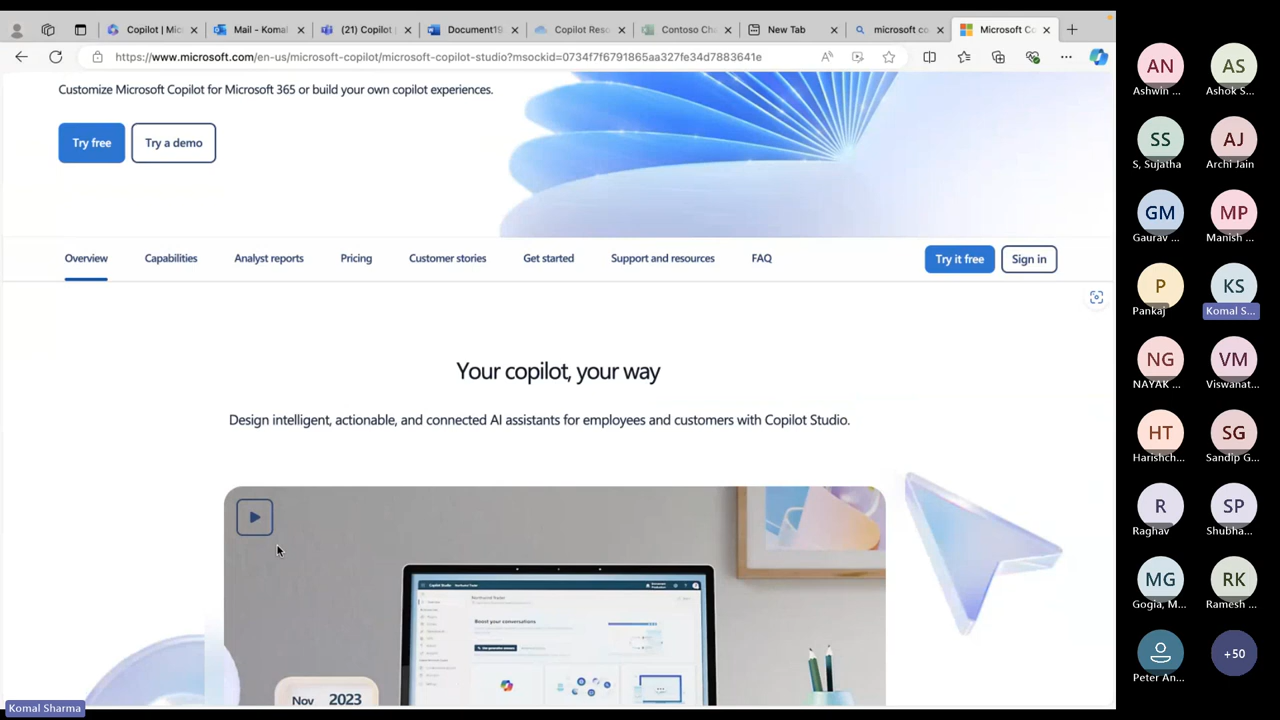 Copilot | Mic
Mail - Komal
(21) Copilot
Document19
Copilot Reso
Contoso Cha
New Tab
microsoft co
Microsoft Co
https://www.microsoft.com/en-us/microsoft-copilot/microsoft-copilot-studio?msockid=0734f7f6791865aa327fe34d7883641e
Customize Microsoft Copilot for Microsoft 365 or build your own copilot experiences.
Try free
Try a demo
Overview
Capabilities
Analyst reports
Pricing
Customer stories
Get started
Support and resources
FAQ
Try it free
Sign in
Your copilot, your way
Design intelligent, actionable, and connected AI assistants for employees and customers with Copilot Studio.
Copilot Studio
Boost your conversations
Nov 2023
Komal Sharma
AN
Ashwin ...
AS
Ashok S...
SS
S, Sujatha
AJ
Archi Jain
GM
Gaurav ...
MP
Manish ...
P
Pankaj
KS
Komal S...
NG
NAYAK ...
VM
Viswanat...
HT
Harishch...
SG
Sandip G...
R
Raghav
SP
Shubha...
MG
Gogia, M...
RK
Ramesh ...
Peter An...
+50